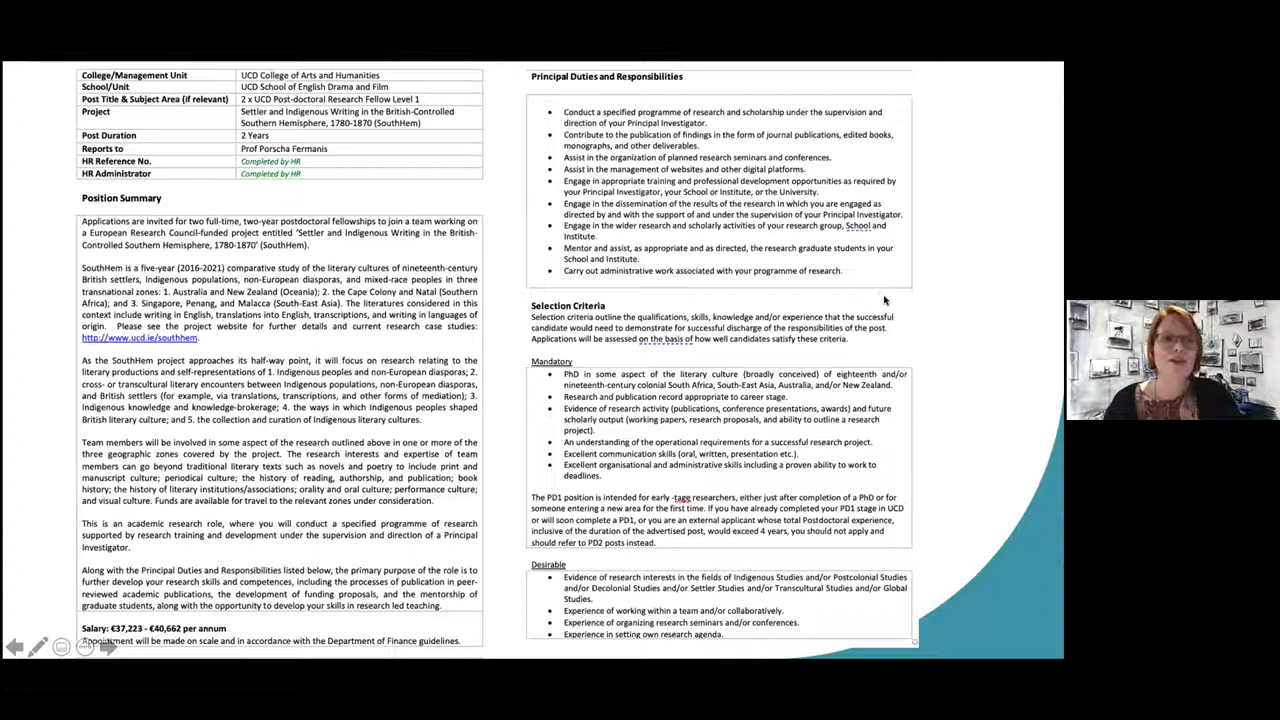 College/Management Unit UCD College of Arts and Humanities
School/Unit UCD School of English Drama and Film
Post Title & Subject Area (if relevant) 2 x UCD Post-doctoral Research Fellow Level 1
Project Settler and Indigenous Writing in the British-Controlled
Southern Hemisphere, 1780-1870 (SouthHem)
Post Duration 2 Years
Reports to Prof Porscha Fermanis
HR Reference No. Completed by HR
HR Administrator Completed by HR
Position Summary
Applications are invited for two full-time, two-year postdoctoral fellowships to join a team working on
a European Research Council-funded project entitled 'Settler and Indigenous Writing in the British-
Controlled Southern Hemisphere, 1780-1870' (SouthHem).
SouthHem is a five-year (2016-2021) comparative study of the literary cultures of nineteenth-century
British settlers, Indigenous populations, non-European diasporas, and mixed-race peoples in three
transnational zones: 1. Australia and New Zealand (Oceania); 2. the Cape Colony and Natal (Southern
Africa); and 3. Singapore, Penang, and Malacca (South-East Asia). The literatures considered in this
context include writing in English, translations into English, transcriptions, and writing in languages of
origin. Please see the project website for further details and current research case studies:
http://www.ucd.ie/southhem.
As the SouthHem project approaches its half-way point, it will focus on research relating to the
literary productions and self-representations of 1. Indigenous peoples and non-European diasporas; 2.
cross- or transcultural literary encounters between Indigenous populations, non-European diasporas,
and British settlers (for example, via translations, transcriptions, and other forms of mediation); 3.
Indigenous knowledge and knowledge-brokerage; 4. the ways in which Indigenous peoples shaped
British literary culture; and 5. the collection and curation of Indigenous literary cultures.
Team members will be involved in some aspect of the research outlined above in one or more of the
three geographic zones covered by the project. The research interests and expertise of team
members can go beyond traditional literary texts such as novels and poetry to include print and
manuscript culture; periodical culture; the history of reading, authorship, and publication; book
history; the history of literary institutions/associations; orality and oral culture; performance culture;
and visual culture. Funds are available for travel to the relevant zones under consideration.
This is an academic research role, where you will conduct a specified programme of research
supported by research training and development under the supervision and direction of a Principal
Investigator.
Along with the Principal Duties and Responsibilities listed below, the primary purpose of the role is to
further develop your research skills and competences, including the processes of publication in peer-
reviewed academic publications, the development of funding proposals, and the mentorship of
graduate students, along with the opportunity to develop your skills in research led teaching.
Salary: €37,223 - €40,662 per annum
Appointment will be made on scale and in accordance with the Department of Finance guidelines.
Principal Duties and Responsibilities
• Conduct a specified programme of research and scholarship under the supervision and
direction of your Principal Investigator.
• Contribute to the publication of findings in the form of journal publications, edited books,
monographs, and other deliverables.
• Assist in the organization of planned research seminars and conferences.
• Assist in the management of websites and other digital platforms.
• Engage in appropriate training and professional development opportunities as required by
your Principal Investigator, your School or Institute, or the University.
• Engage in the dissemination of the results of the research in which you are engaged as
directed by and with the support of and under the supervision of your Principal Investigator.
• Engage in the wider research and scholarly activities of your research group, School and
Institute.
• Mentor and assist, as appropriate and as directed, the research graduate students in your
School and Institute.
• Carry out administrative work associated with your programme of research.
Selection Criteria
Selection criteria outline the qualifications, skills, knowledge and/or experience that the successful
candidate would need to demonstrate for successful discharge of the responsibilities of the post.
Applications will be assessed on the basis of how well candidates satisfy these criteria.
Mandatory
• PhD in some aspect of the literary culture (broadly conceived) of eighteenth and/or
nineteenth-century colonial South Africa, South-East Asia, Australia, and/or New Zealand.
• Research and publication record appropriate to career stage.
• Evidence of research activity (publications, conference presentations, awards) and future
scholarly output (working papers, research proposals, and ability to outline a research
project).
• An understanding of the operational requirements for a successful research project.
• Excellent communication skills (oral, written, presentation etc.).
• Excellent organisational and administrative skills including a proven ability to work to
deadlines.
The PD1 position is intended for early -tage researchers, either just after completion of a PhD or for
someone entering a new area for the first time. If you have already completed your PD1 stage in UCD
or will soon complete a PD1, or you are an external applicant whose total Postdoctoral experience,
inclusive of the duration of the advertised post, would exceed 4 years, you should not apply and
should refer to PD2 posts instead.
Desirable
• Evidence of research interests in the fields of Indigenous Studies and/or Postcolonial Studies
and/or Decolonial Studies and/or Settler Studies and/or Transcultural Studies and/or Global
Studies.
• Experience of working within a team and/or collaboratively.
• Experience of organizing research seminars and/or conferences.
• Experience in setting own research agenda.